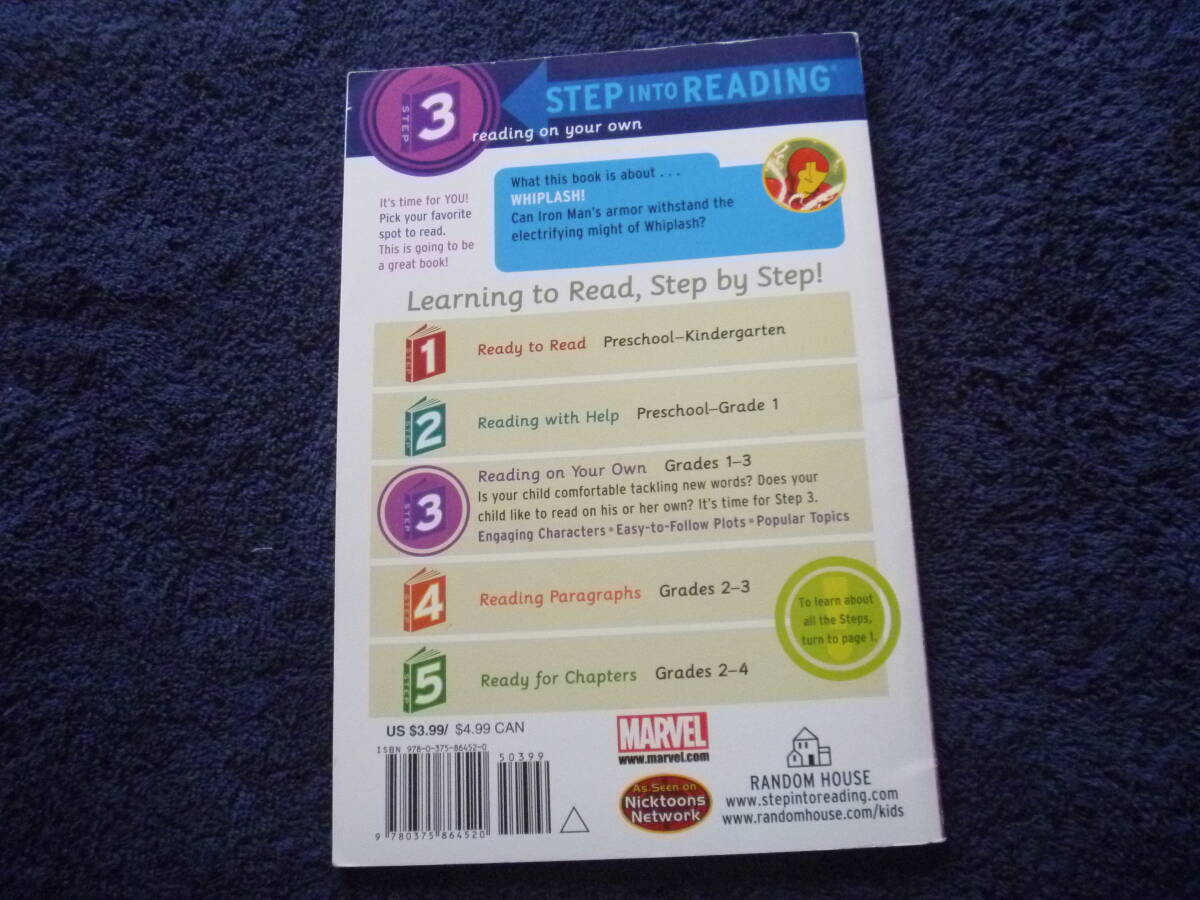 STEP 3
STEP INTO READING®
reading on your own
It's time for YOU!
Pick your favorite
spot to read.
This is going to be
a great book!
What this book is about . . .
WHIPLASH!
Can Iron Man's armor withstand the
electrifying might of Whiplash?
Learning to Read, Step by Step!
STEP 1 Ready to Read Preschool–Kindergarten
STEP 2 Reading with Help Preschool–Grade 1
STEP 3 Reading on Your Own Grades 1–3
Is your child comfortable tackling new words? Does your
child like to read on his or her own? It's time for Step 3.
Engaging Characters • Easy-to-Follow Plots • Popular Topics
STEP 4 Reading Paragraphs Grades 2–3
To learn about
all the Steps,
turn to page 1.
STEP 5 Ready for Chapters Grades 2–4
US $3.99/ $4.99 CAN
ISBN 978-0-375-86452-0
50399
9 780375 864520
MARVEL
www.marvel.com
As Seen on
Nicktoons
Network
RANDOM HOUSE
www.stepintoreading.com
www.randomhouse.com/kids